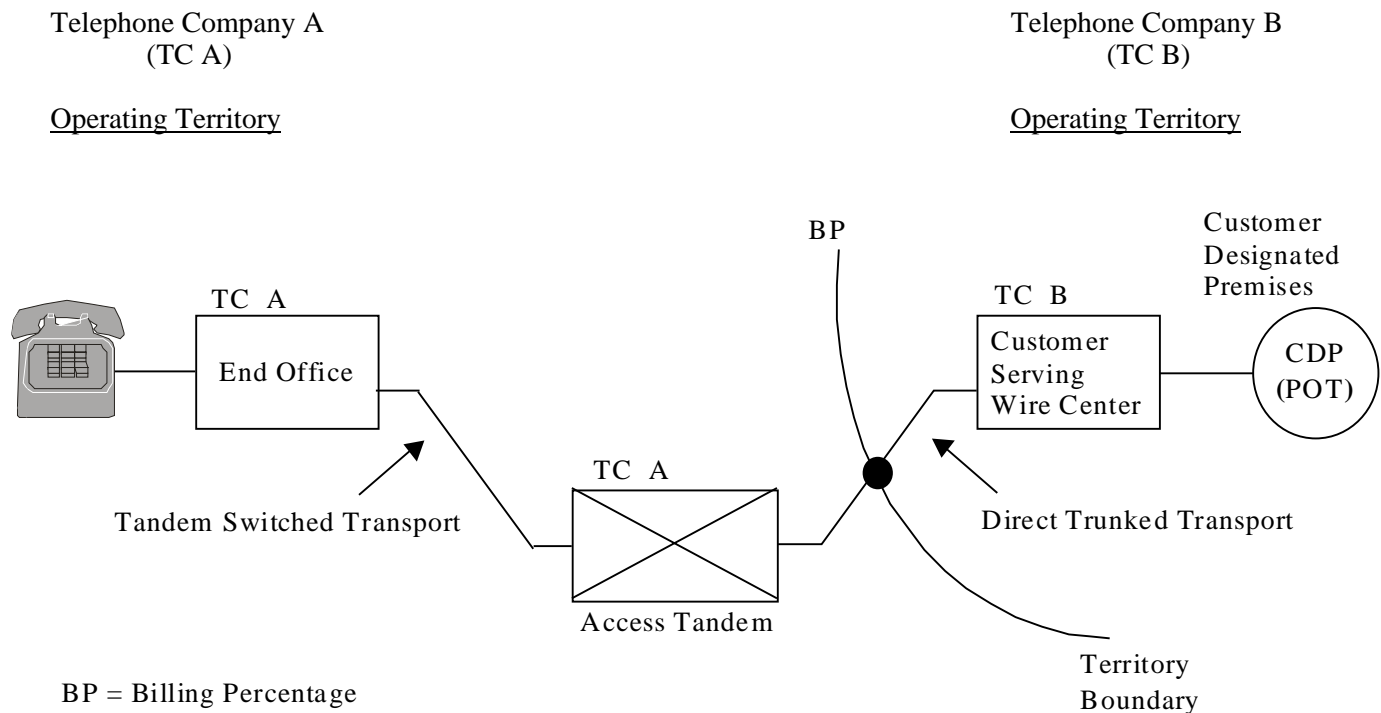 Telephone Company A
(TC A)
Operating Territory
Telephone Company B
(TC B)
Operating Territory
BP
Customer
Designated
Premises
TC A
End Office
TC B
Customer
Serving
Wire Center
CDP
(POT)
Tandem Switched Transport
TC A
Access Tandem
Direct Trunked Transport
Territory
Boundary
BP = Billing Percentage